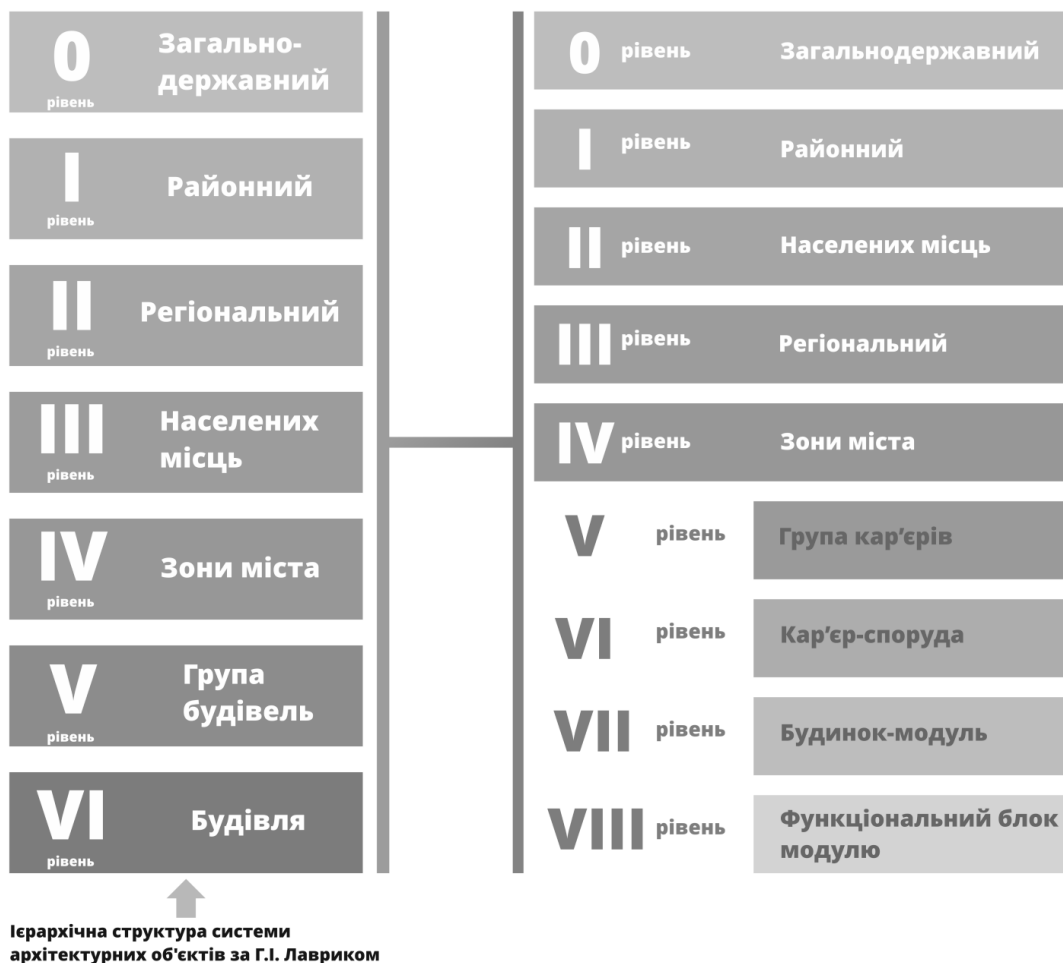 0
рівень
Загально-
державний
I
рівень
Районний
II
рівень
Регіональний
III
рівень
Населених
місць
IV
рівень
Зони міста
V
рівень
Група
будівель
VI
рівень
Будівля
Ієрархічна структура системи
архітектурних об'єктів за Г.І. Лавриком
0 рівень Загальнодержавний
I рівень Районний
II рівень Населених місць
III рівень Регіональний
IV рівень Зони міста
V рівень Група кар’єрів
VI рівень Кар’єр-споруда
VII рівень Будинок-модуль
VIII рівень Функціональний блок
модулю